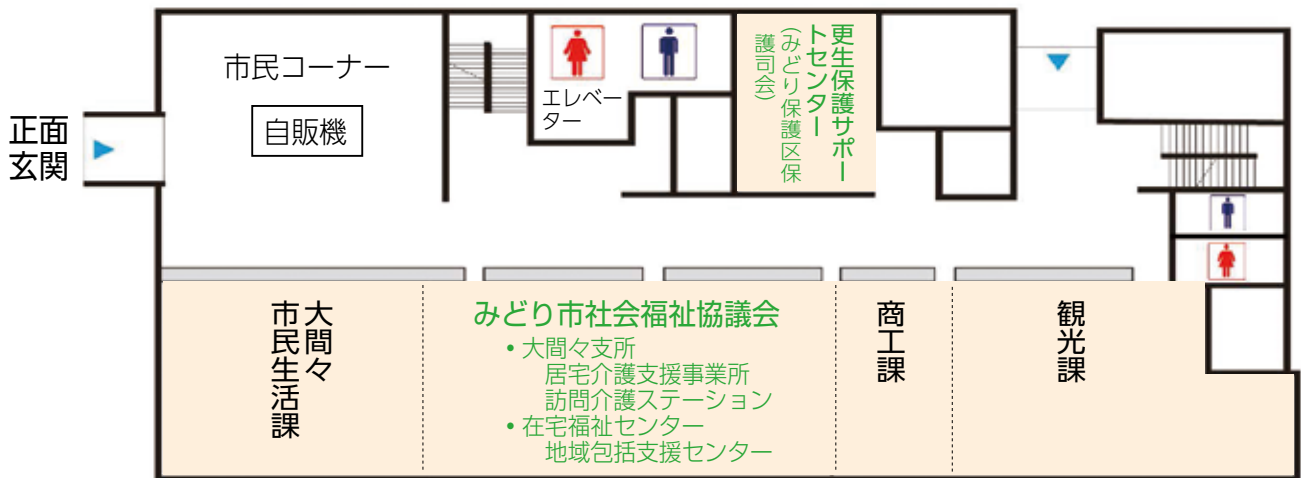 正面
玄関
市民コーナー
自販機
エレベー
ター
更生保護サポー
トセンター
(みどり保護区保
護司会)
大間々
市民生活課
みどり市社会福祉協議会
• 大間々支所
居宅介護支援事業所
訪問介護ステーション
• 在宅福祉センター
地域包括支援センター
商工課
観光課